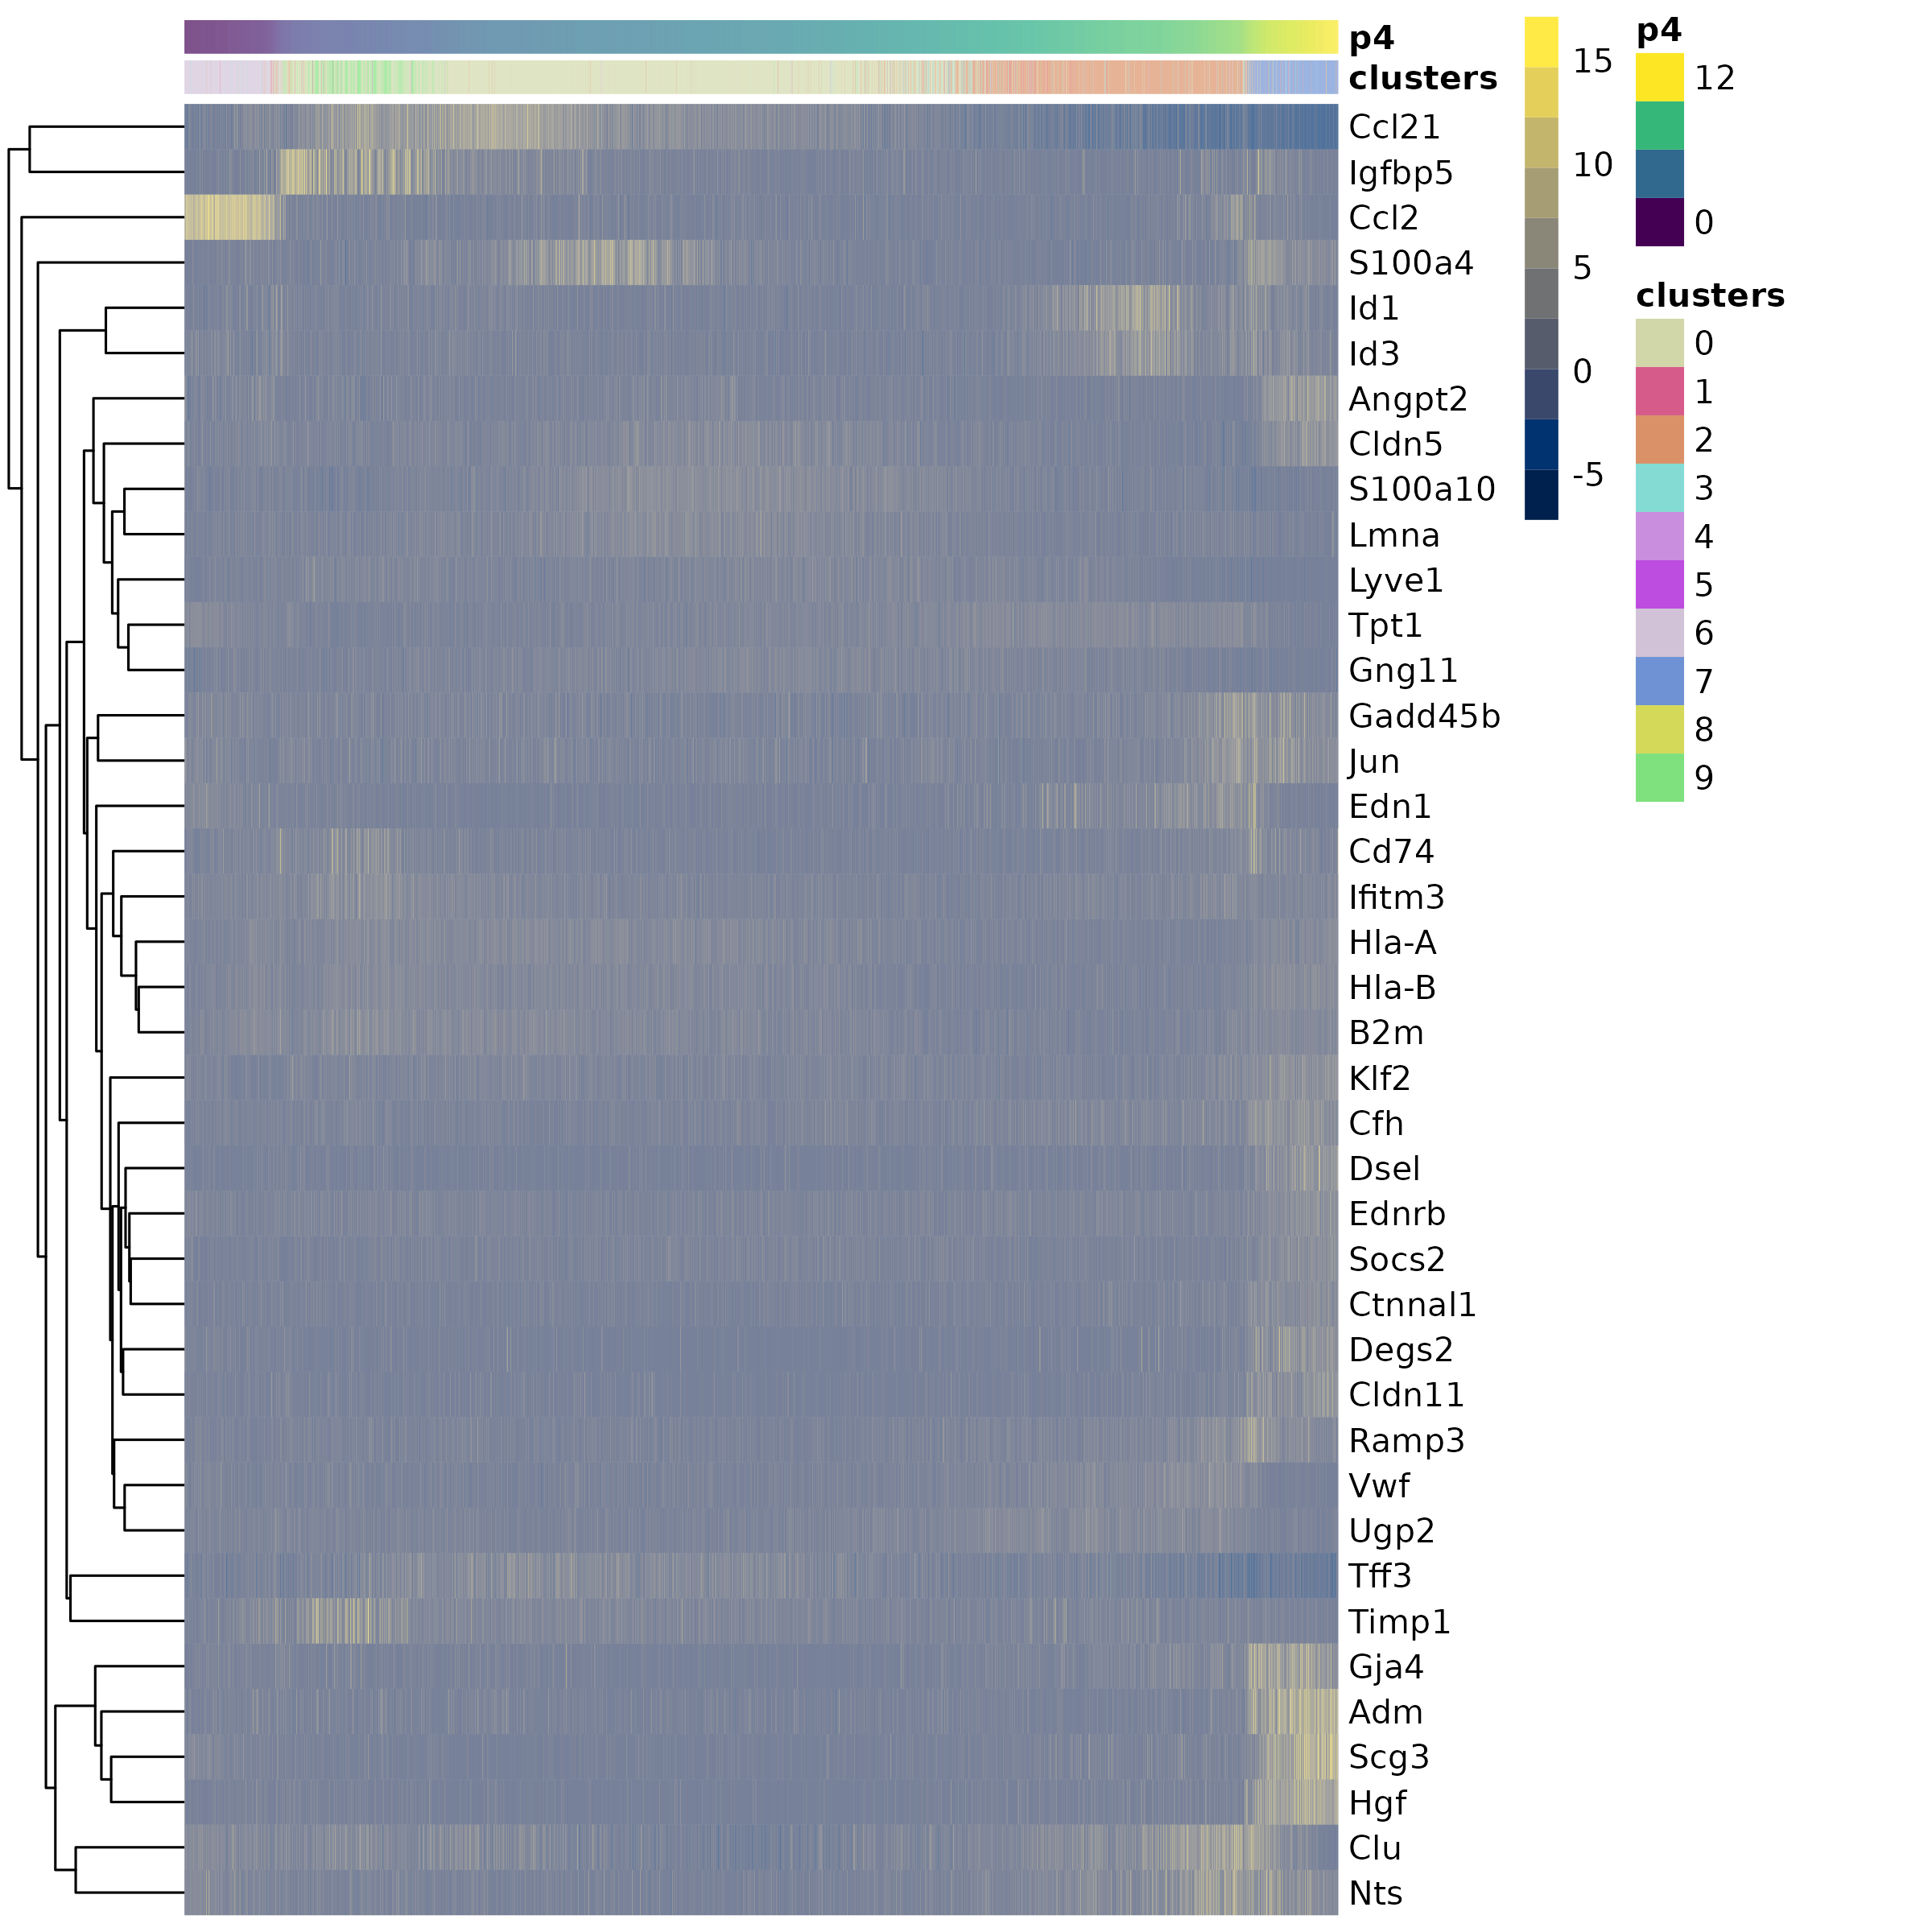 p4
clusters
Ccl21
Igfbp5
Ccl2
S100a4
Id1
Id3
Angpt2
Cldn5
S100a10
Lmna
Lyve1
Tpt1
Gng11
Gadd45b
Jun
Edn1
Cd74
Ifitm3
Hla-A
Hla-B
B2m
Klf2
Cfh
Dsel
Ednrb
Socs2
Ctnnal1
Degs2
Cldn11
Ramp3
Vwf
Ugp2
Tff3
Timp1
Gja4
Adm
Scg3
Hgf
Clu
Nts
15
10
5
0
-5
p4
12
0
clusters
0
1
2
3
4
5
6
7
8
9